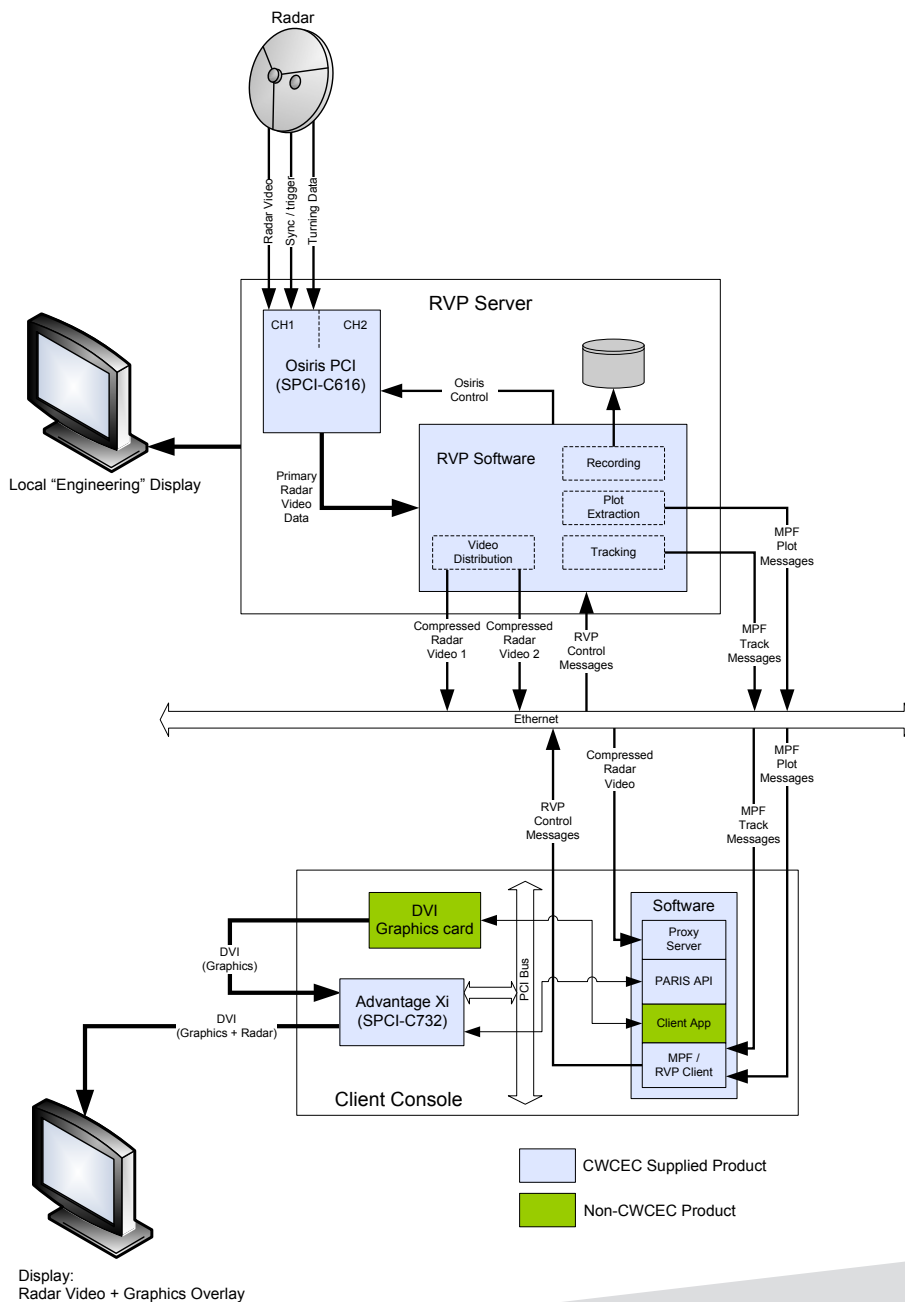 Radar
Radar Video
Sync / trigger
Turning Data
RVP Server
CH1
CH2
Osiris PCI
(SPCI-C616)
Osiris
Control
Local “Engineering” Display
Primary
Radar
Video
Data
RVP Software
Recording
Plot
Extraction
Video
Distribution
Tracking
MPF
Plot
Messages
MPF
Track
Messages
Compressed
Radar
Video 1
Compressed
Radar
Video 2
RVP
Control
Messages
Ethernet
RVP
Control
Messages
Compressed
Radar
Video
MPF
Track
Messages
MPF
Plot
Messages
DVI
Graphics card
DVI
(Graphics)
PCI Bus
Software
Proxy
Server
PARIS API
Client App
MPF /
RVP Client
Advantage Xi
(SPCI-C732)
DVI
(Graphics + Radar)
Client Console
CWCEC Supplied Product
Non-CWCEC Product
Display:
Radar Video + Graphics Overlay